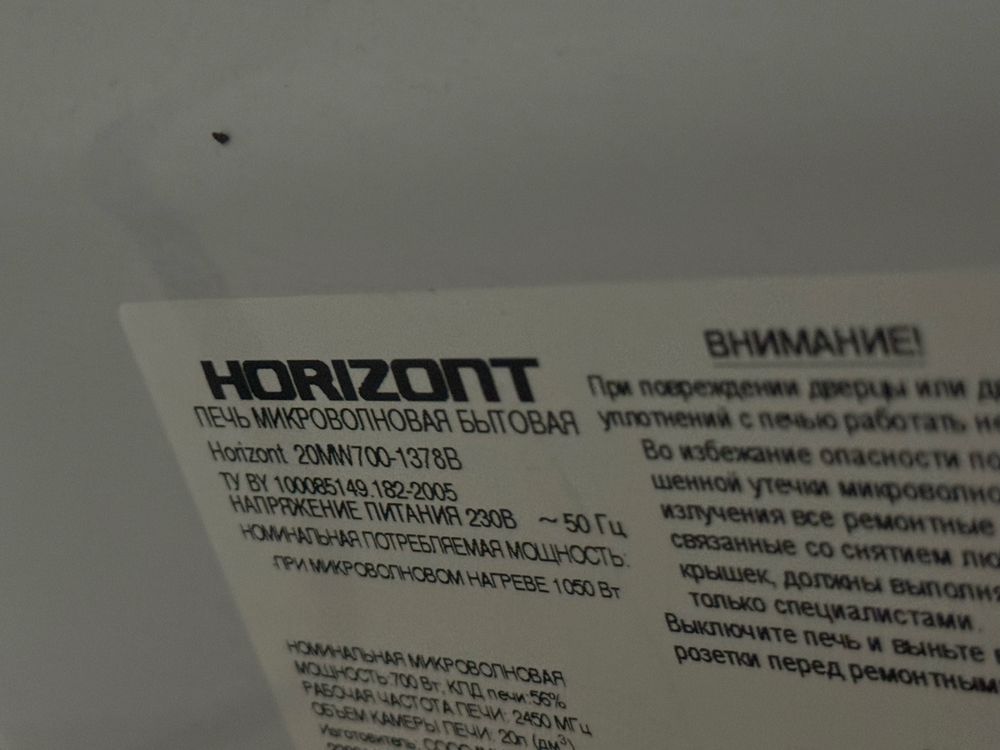 HORIZONT
ПЕЧЬ МИКРОВОЛНОВАЯ БЫТОВАЯ
Horizont 20MW700-1378B
ТУ BY 100085149.182-2005
НАПРЯЖЕНИЕ ПИТАНИЯ 230В ~ 50 Гц
НОМИНАЛЬНАЯ ПОТРЕБЛЯЕМАЯ МОЩНОСТЬ:
ПРИ МИКРОВОЛНОВОМ НАГРЕВЕ 1050 Вт
НОМИНАЛЬНАЯ МИКРОВОЛНОВАЯ
МОЩНОСТЬ 700 Вт, КПД печи:56%
РАБОЧАЯ ЧАСТОТА ПЕЧИ: 2450 МГц
ОБЪЕМ КАМЕРЫ ПЕЧИ: 20л (дм³)
Изготовитель:
ВНИМАНИЕ!
При повреждении дверцы или
уплотнений с печью работать
Во избежание опасности
шенной утечки
излучения все ремонтные
связанные со снятием
крышек, должны
только специалистами.
Выключите печь и выньте
розетки перед